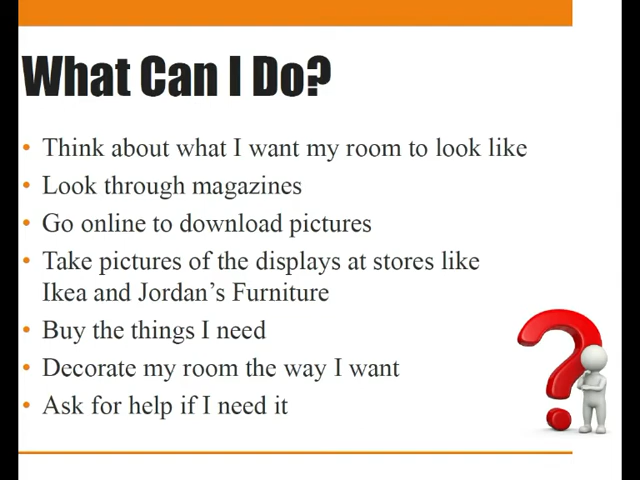 What Can I Do?
• Think about what I want my room to look like
• Look through magazines
• Go online to download pictures
• Take pictures of the displays at stores like
Ikea and Jordan’s Furniture
• Buy the things I need
• Decorate my room the way I want
• Ask for help if I need it